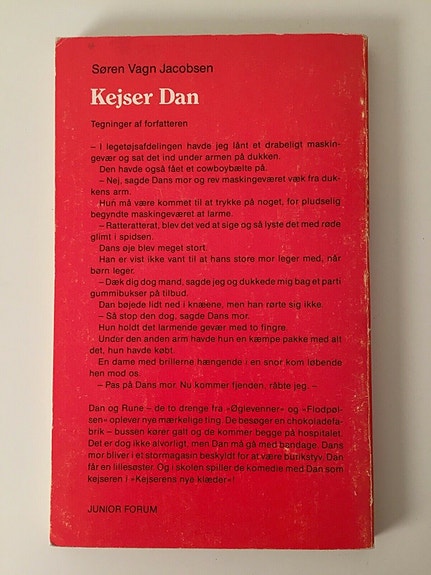 Søren Vagn Jacobsen
Kejser Dan
Tegninger af forfatteren
– I legetøjsafdelingen havde jeg lånt et drabeligt maskin-
gevær og sat det ind under armen på dukken.
Den havde også fået et cowboybælte på.
– Nej, sagde Dans mor og rev maskingeværet væk fra duk-
kens arm.
Hun må være kommet til at trykke på noget, for pludselig
begyndte maskingeværet at larme.
– Ratteratterat, blev det ved at sige og så lyste det med røde
glimt i spidsen.
Dans øje blev meget stort.
Han er vist ikke vant til at hans store mor leger med, når
børn leger.
– Dæk dig dog mand, sagde jeg og dukkede mig bag et parti
gummibukser på tilbud.
Dan bøjede lidt ned i knæene, men han rørte sig ikke.
– Så stop den dog, sagde Dans mor.
Hun holdt det larmende gevær med to fingre.
Under den anden arm havde hun en kæmpe pakke med alt
det, hun havde købt.
En dame med brillerne hængende i en snor kom løbende
hen mod os.
– Pas på Dans mor. Nu kommer fjenden, råbte jeg. –
Dan og Rune – de to drenge fra »Øglevenner« og »Flodpøl-
sen« oplever nye mærkelige ting. De besøger en chokoladefa-
brik – bussen kører galt og de kommer begge på hospitalet.
Det er dog ikke alvorligt, men Dan må gå med bandage. Dans
mor bliver i et stormagasin beskyldt for at være butikstyv. Dan
får en lillesøster. Og i skolen spiller de komedie med Dan som
kejseren i »Kejserens nye klæder«!
JUNIOR FORUM